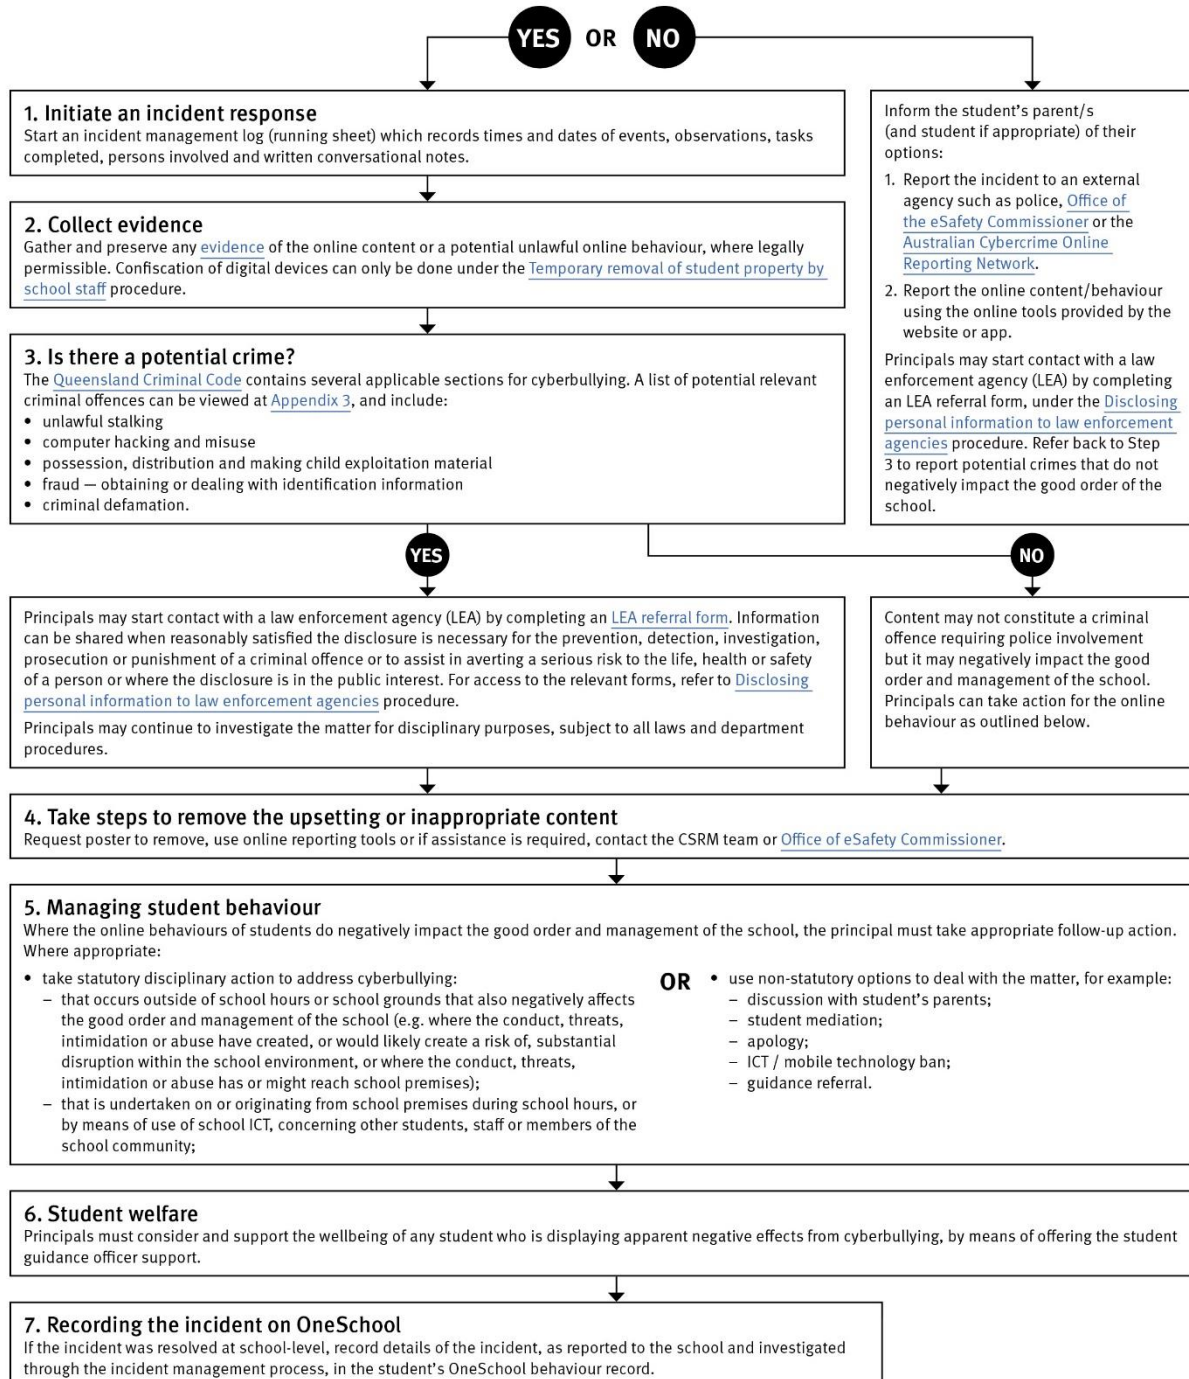 YES OR NO
1. Initiate an incident response
Start an incident management log (running sheet) which records times and dates of events, observations, tasks
completed, persons involved and written conversational notes.
2. Collect evidence
Gather and preserve any evidence of the online content or a potential unlawful online behaviour, where legally
permissible. Confiscation of digital devices can only be done under the Temporary removal of student property by
school staff procedure.
3. Is there a potential crime?
The Queensland Criminal Code contains several applicable sections for cyberbullying. A list of potential relevant
criminal offences can be viewed at Appendix 3, and include:
• unlawful stalking
• computer hacking and misuse
• possession, distribution and making child exploitation material
• fraud — obtaining or dealing with identification information
• criminal defamation.
Inform the student's parent/s
(and student if appropriate) of their
options:
1. Report the incident to an external
agency such as police, Office of
the eSafety Commissioner or the
Australian Cybercrime Online
Reporting Network.
2. Report the online content/behaviour
using the online tools provided by the
website or app.
Principals may start contact with a law
enforcement agency (LEA) by completing
an LEA referral form, under the Disclosing
personal information to law enforcement
agencies procedure. Refer back to Step
3 to report potential crimes that do not
negatively impact the good order of the
school.
YES
NO
Principals may start contact with a law enforcement agency (LEA) by completing an LEA referral form. Information
can be shared when reasonably satisfied the disclosure is necessary for the prevention, detection, investigation,
prosecution or punishment of a criminal offence or to assist in averting a serious risk to the life, health or safety
of a person or where the disclosure is in the public interest. For access to the relevant forms, refer to Disclosing
personal information to law enforcement agencies procedure.
Principals may continue to investigate the matter for disciplinary purposes, subject to all laws and department
procedures.
Content may not constitute a criminal
offence requiring police involvement
but it may negatively impact the good
order and management of the school.
Principals can take action for the online
behaviour as outlined below.
4. Take steps to remove the upsetting or inappropriate content
Request poster to remove, use online reporting tools or if assistance is required, contact the CSRM team or Office of eSafety Commissioner.
5. Managing student behaviour
Where the online behaviours of students do negatively impact the good order and management of the school, the principal must take appropriate follow-up action.
Where appropriate:
• take statutory disciplinary action to address cyberbullying:
– that occurs outside of school hours or school grounds that also negatively affects
the good order and management of the school (e.g. where the conduct, threats,
intimidation or abuse have created, or would likely create a risk of, substantial
disruption within the school environment, or where the conduct, threats,
intimidation or abuse has or might reach school premises);
– that is undertaken on or originating from school premises during school hours, or
by means of use of school ICT, concerning other students, staff or members of the
school community;
OR
• use non-statutory options to deal with the matter, for example:
– discussion with student's parents;
– student mediation;
– apology;
– ICT / mobile technology ban;
– guidance referral.
6. Student welfare
Principals must consider and support the wellbeing of any student who is displaying apparent negative effects from cyberbullying, by means of offering the student
guidance officer support.
7. Recording the incident on OneSchool
If the incident was resolved at school-level, record details of the incident, as reported to the school and investigated
through the incident management process, in the student's OneSchool behaviour record.